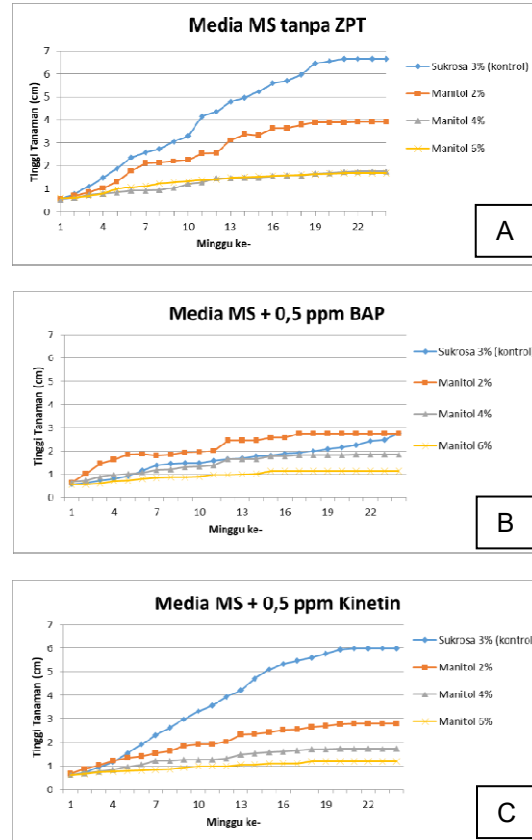 Media MS tanpa ZPT
7
6
5
4
3
2
1
0
Tinggi Tanaman (cm)
1 4 7 10 13 16 19 22
Minggu ke-
Sukrosa 3% (kontrol)
Manitol 2%
Manitol 4%
Manitol 6%
A
Media MS + 0,5 ppm BAP
7
6
5
4
3
2
1
0
Tinggi Tanaman (cm)
1 4 7 10 13 16 19 22
Minggu ke-
Sukrosa 3% (kontrol)
Manitol 2%
Manitol 4%
Manitol 6%
B
Media MS + 0,5 ppm Kinetin
7
6
5
4
3
2
1
0
Tinggi Tanaman (cm)
1 4 7 10 13 16 19 22
Minggu ke-
Sukrosa 3% (kontrol)
Manitol 2%
Manitol 4%
Manitol 6%
C